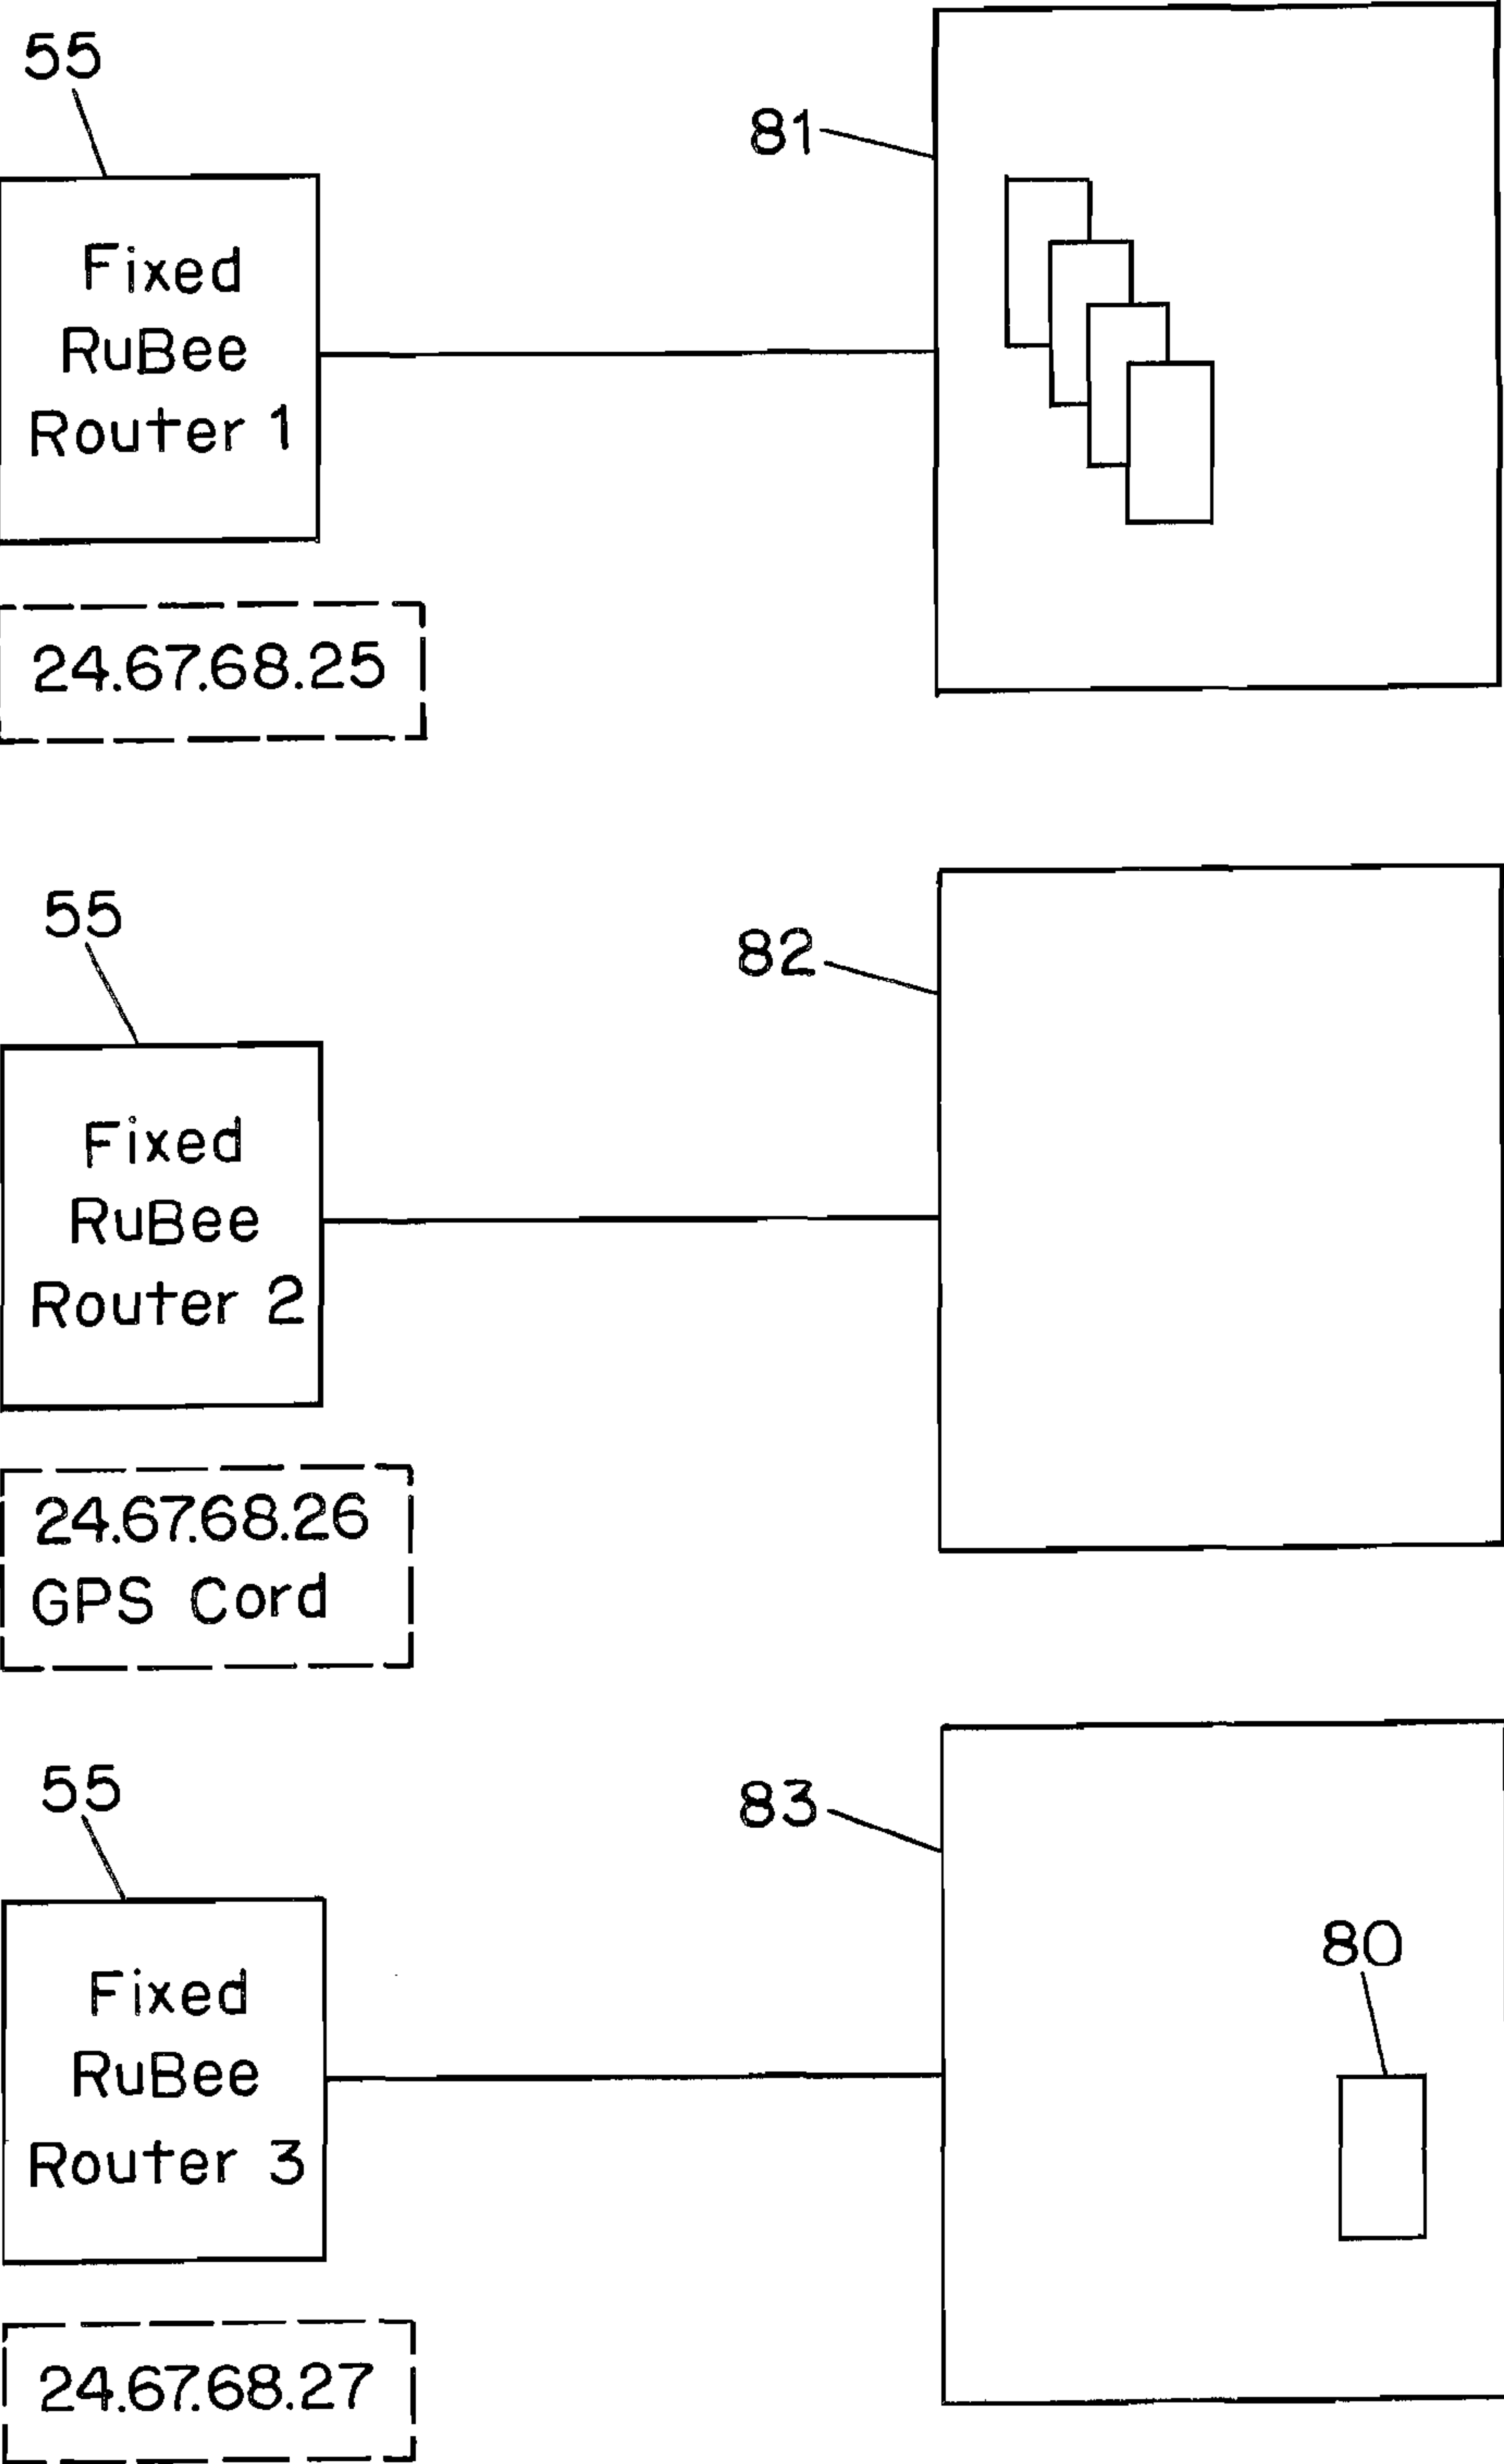 55
81
Fixed
RuBee
Router 1
24.67.68.25
55
82
Fixed
RuBee
Router 2
24.67.68.26
GPS Cord
55
83
80
Fixed
RuBee
Router 3
24.67.68.27